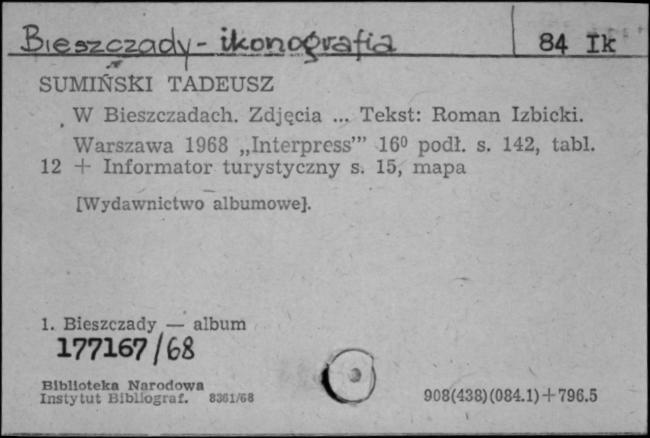 Bieszczady - ikonografia 84 Ik
SUMIŃSKI TADEUSZ
W Bieszczadach. Zdjęcia ... Tekst: Roman Izbicki.
Warszawa 1968 „Interpress”' 16⁰ podł. s. 142, tabl.
12 + Informator turystyczny s. 15, mapa
[Wydawnictwo albumowe].
1. Bieszczady — album
177167/68
Biblioteka Narodowa
Instytut Bibliograf. 8361/68 908(438)(084.1)+796.5